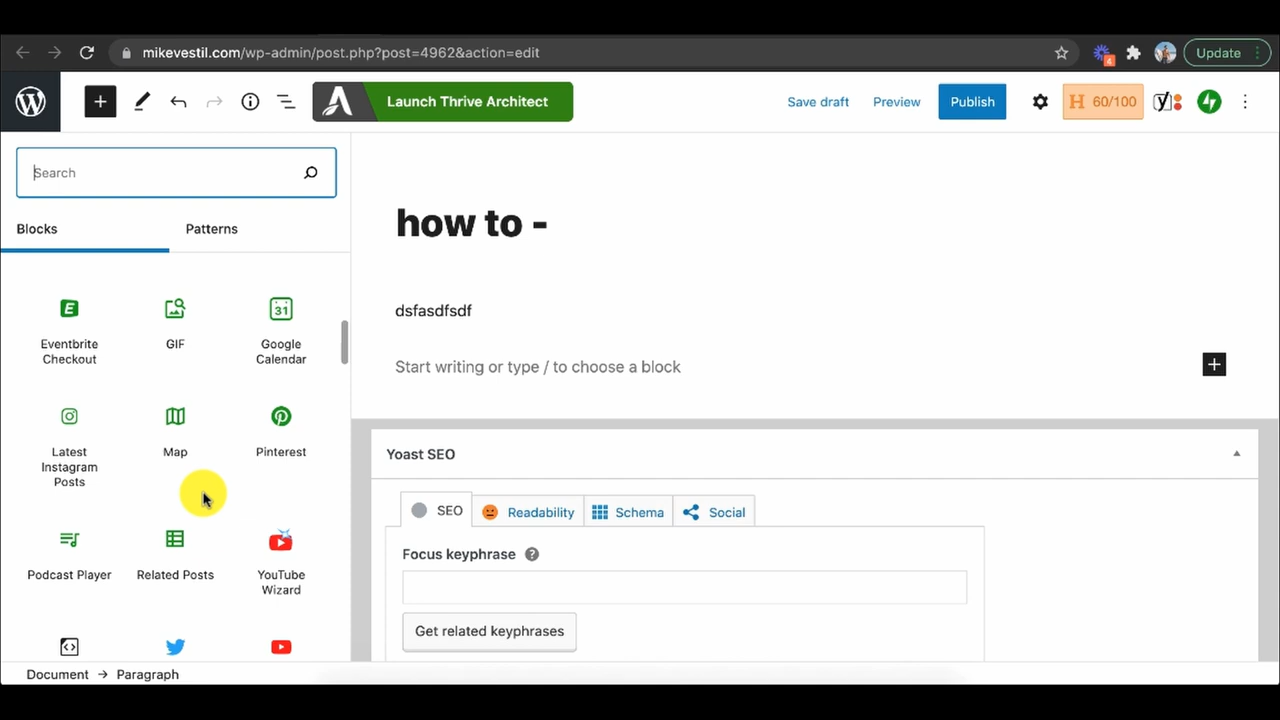 mikevestil.com/wp-admin/post.php?post=4962&action=edit
4
Update
Launch Thrive Architect
Save draft
Preview
Publish
H 60/100
Search
Blocks
Patterns
how to -
dsfasdfsdf
Start writing or type / to choose a block
31
Eventbrite
Checkout
GIF
Google
Calendar
Latest
Instagram
Posts
Map
Pinterest
Podcast Player
Related Posts
YouTube
Wizard
Yoast SEO
SEO
Readability
Schema
Social
Focus keyphrase
Get related keyphrases
Document → Paragraph